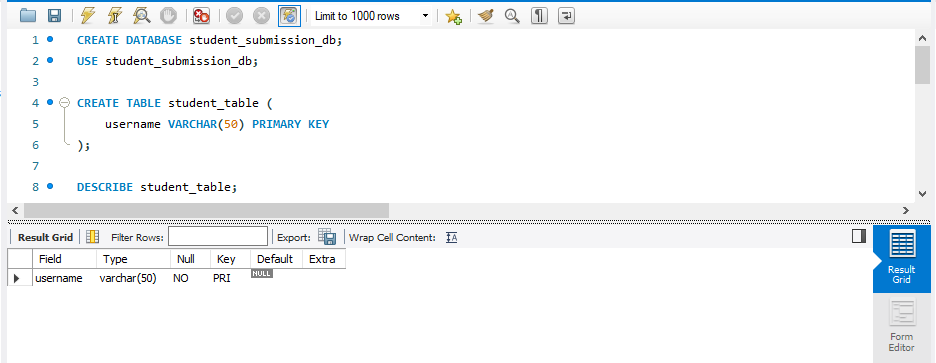 Limit to 1000 rows
1 CREATE DATABASE student_submission_db;
2 USE student_submission_db;
3
4 CREATE TABLE student_table (
5 username VARCHAR(50) PRIMARY KEY
6 );
7
8 DESCRIBE student_table;
Result Grid Filter Rows: Export: Wrap Cell Content:
Field Type Null Key Default Extra
username varchar(50) NO PRI NULL
Result
Grid
Form
Editor